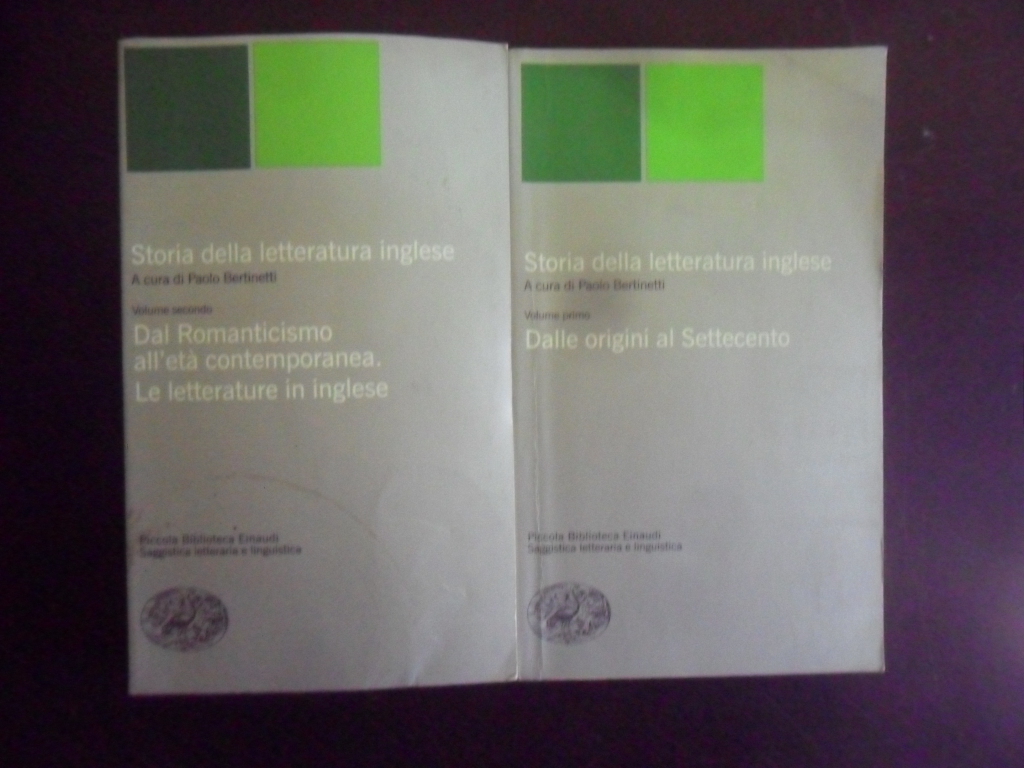 Storia della letteratura inglese
A cura di Paolo Bertinetti
Volume secondo
Dal Romanticismo
all'età contemporanea.
Le letterature in inglese
Piccola Biblioteca Einaudi
Saggistica letteraria e linguistica
Storia della letteratura inglese
A cura di Paolo Bertinetti
Volume primo
Dalle origini al Settecento
Piccola Biblioteca Einaudi
Saggistica letteraria e linguistica